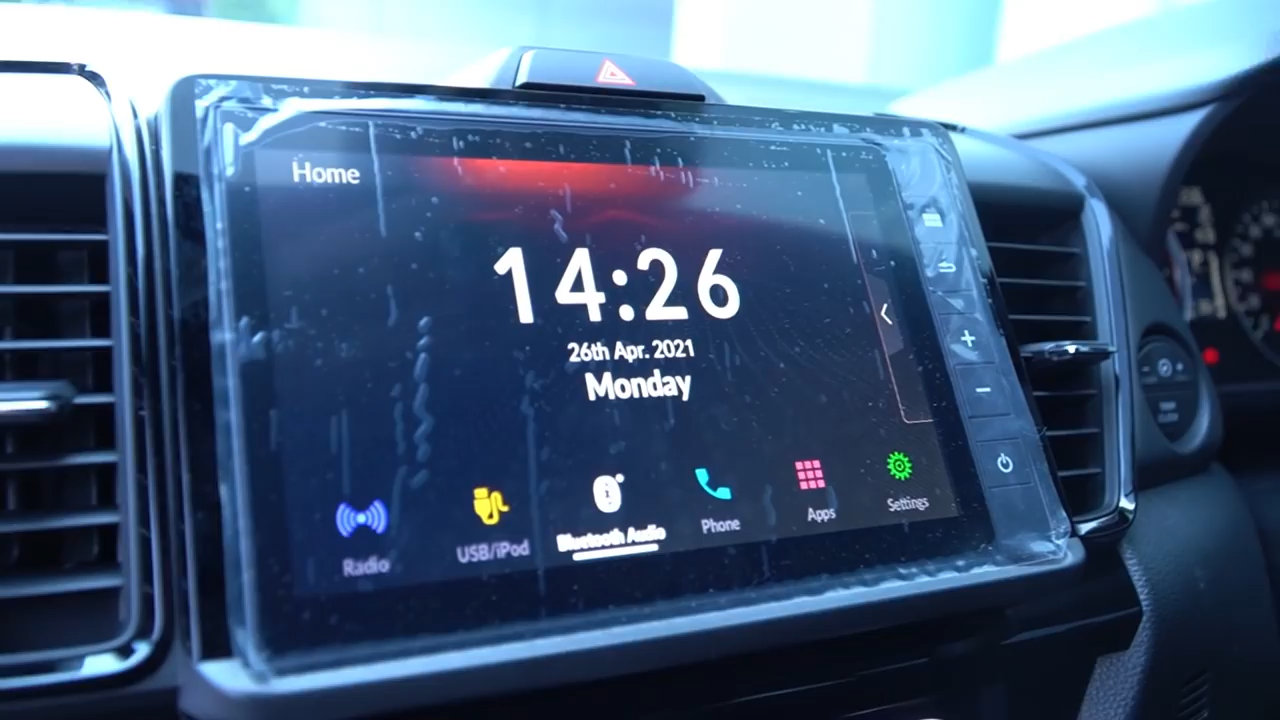 Home
14:26
26th Apr. 2021
Monday
Radio
USB/iPod
Bluetooth Audio
Phone
Apps
Settings